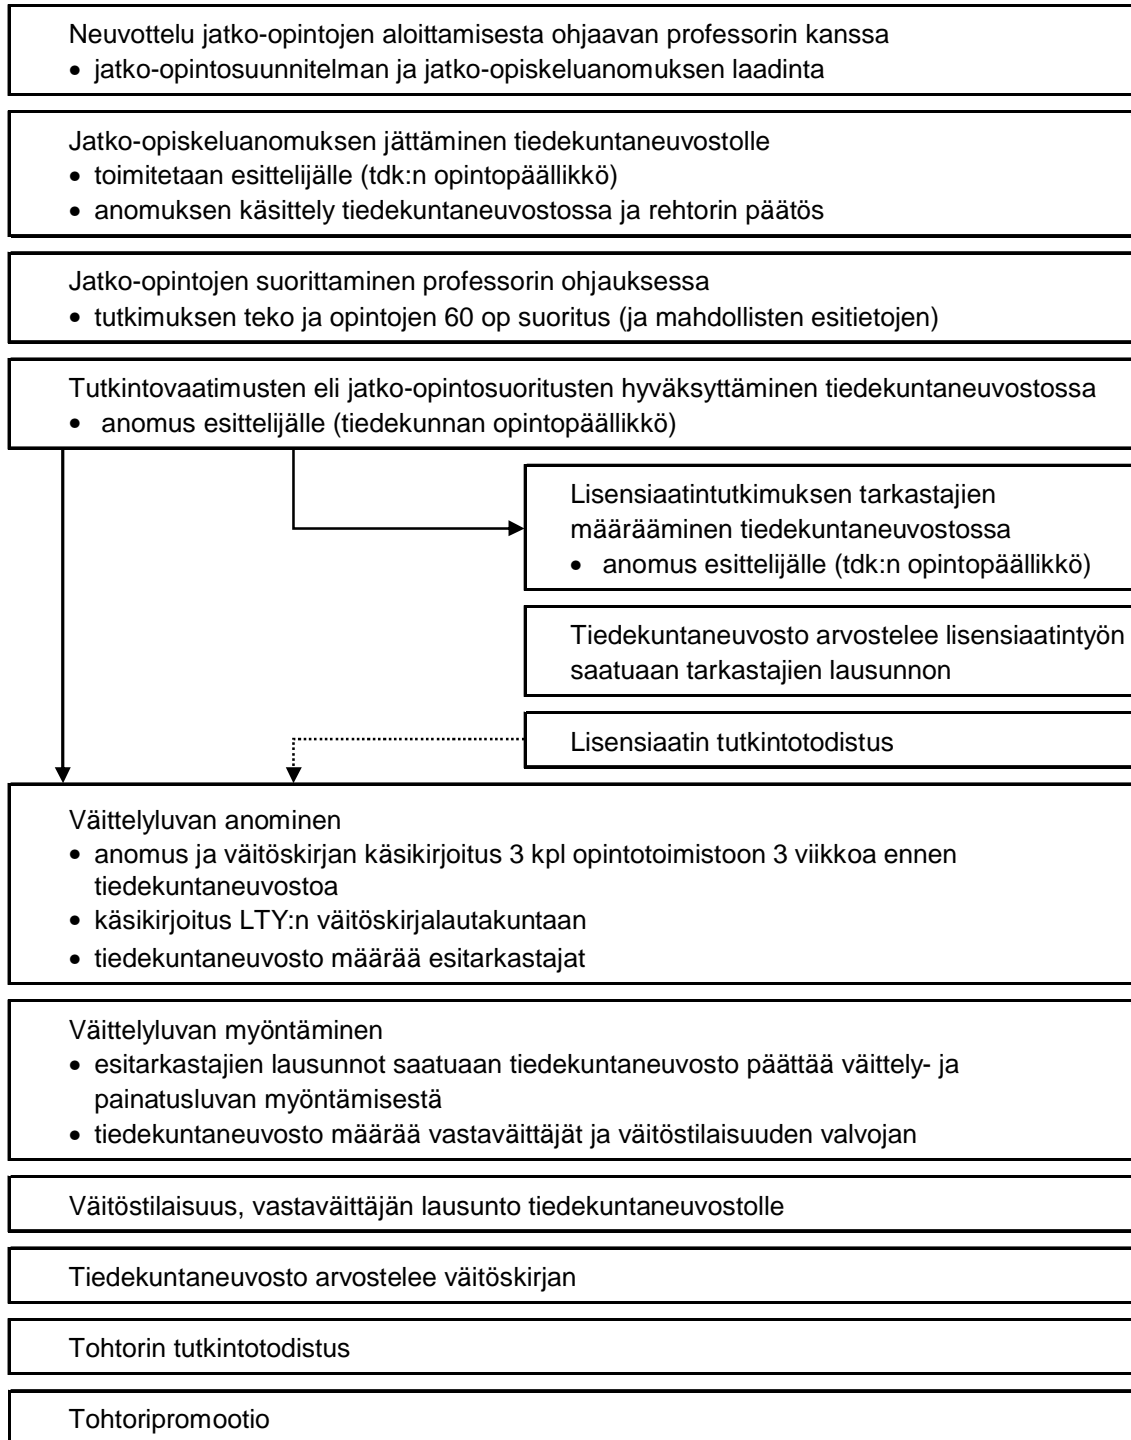 Neuvottelu jatko-opintojen aloittamisesta ohjaavan professorin kanssa
• jatko-opintosuunnitelman ja jatko-opiskeluanomuksen laadinta
Jatko-opiskeluanomuksen jättäminen tiedekuntaneuvostolle
• toimitetaan esittelijälle (tdk:n opintopäällikkö)
• anomuksen käsittely tiedekuntaneuvostossa ja rehtorin päätös
Jatko-opintojen suorittaminen professorin ohjauksessa
• tutkimuksen teko ja opintojen 60 op suoritus (ja mahdollisten esitietojen)
Tutkintovaatimusten eli jatko-opintosuoritusten hyväksyttäminen tiedekuntaneuvostossa
• anomus esittelijälle (tiedekunnan opintopäällikkö)
Lisensiaatintutkimuksen tarkastajien
määrääminen tiedekuntaneuvostossa
• anomus esittelijälle (tdk:n opintopäällikkö)
Tiedekuntaneuvosto arvostelee lisensiaatintyön
saatuaan tarkastajien lausunnon
Lisensiaatin tutkintotodistus
Väittelyluvan anominen
• anomus ja väitöskirjan käsikirjoitus 3 kpl opintotoimistoon 3 viikkoa ennen
tiedekuntaneuvostoa
• käsikirjoitus LTY:n väitöskirjalautakuntaan
• tiedekuntaneuvosto määrää esitarkastajat
Väittelyluvan myöntäminen
• esitarkastajien lausunnot saatuaan tiedekuntaneuvosto päättää väittely- ja
painatusluvan myöntämisestä
• tiedekuntaneuvosto määrää vastaväittäjät ja väitöstilaisuuden valvojan
Väitöstilaisuus, vastaväittäjän lausunto tiedekuntaneuvostolle
Tiedekuntaneuvosto arvostelee väitöskirjan
Tohtorin tutkintotodistus
Tohtoripromootio